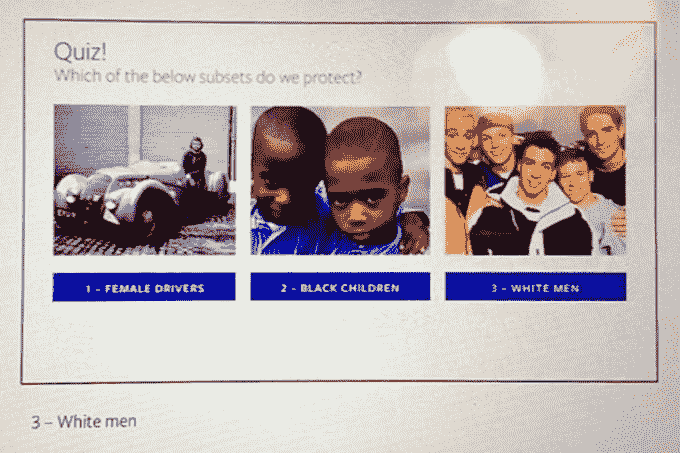 Quiz!
Which of the below subsets do we protect?
1 – FEMALE DRIVERS
2 – BLACK CHILDREN
3 – WHITE MEN
3 – White men